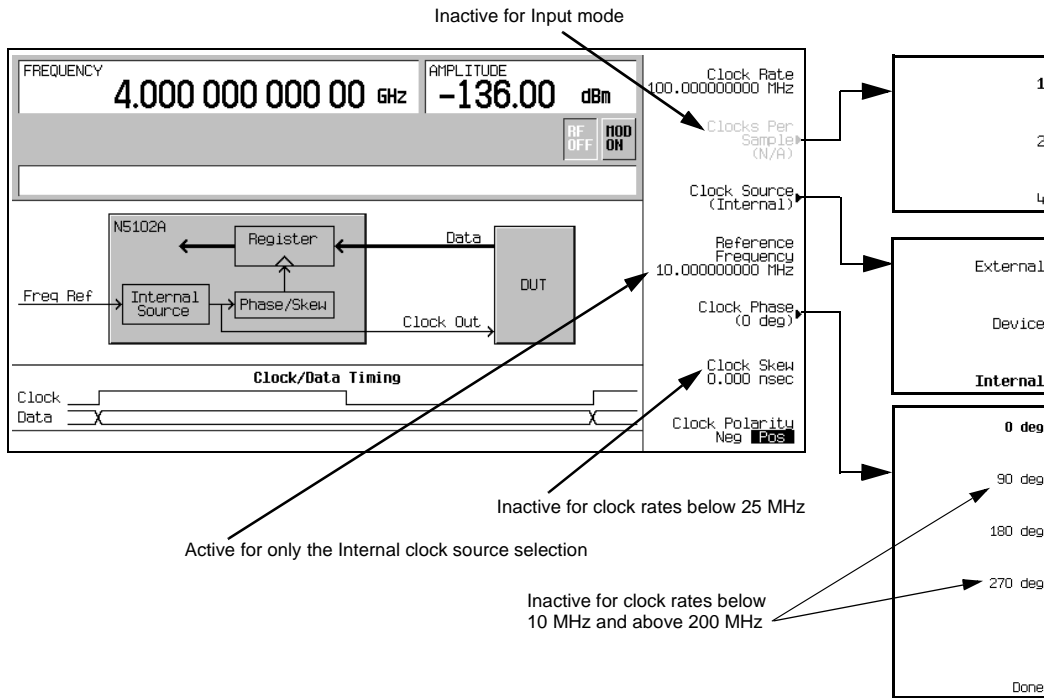 Inactive for Input mode
FREQUENCY
4.000 000 000 00 GHz
AMPLITUDE
-136.00 dBm
RF
OFF
MOD
ON
Clock Rate
100.000000000 MHz
Clocks Per
Sample
(N/A)
Clock Source
(Internal)
Reference
Frequency
10.000000000 MHz
Clock Phase
(0 deg)
Clock Skew
0.000 nsec
Clock Polarity
Neg Pos
N5102A
Register
Data
DUT
Freq Ref
Internal
Source
Phase/Skew
Clock Out
Clock/Data Timing
Clock
Data
1
2
4
External
Device
Internal
0 deg
90 deg
180 deg
270 deg
Done
Inactive for clock rates below 25 MHz
Active for only the Internal clock source selection
Inactive for clock rates below
10 MHz and above 200 MHz